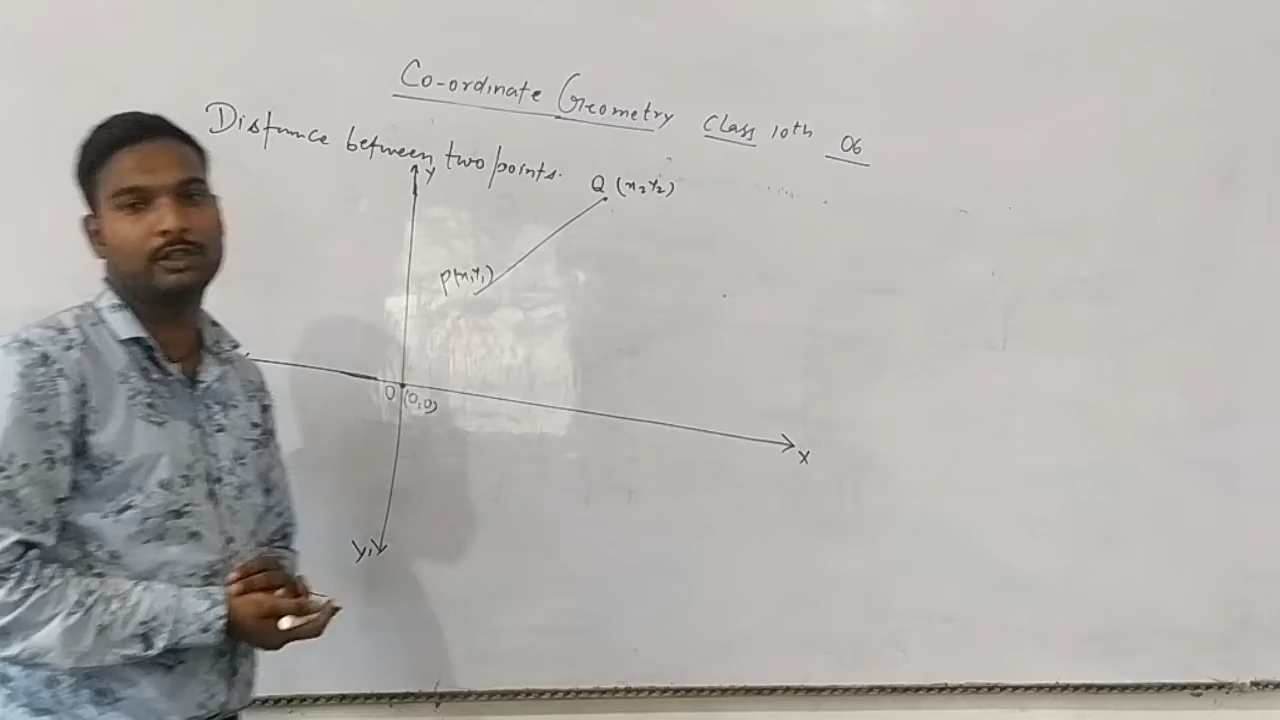 Co-ordinate Geometry Class 10th 06
Distance between two points.
Y
Q (x₂ y₂)
P(x₁ y₁)
O (0,0)
X
Y₁